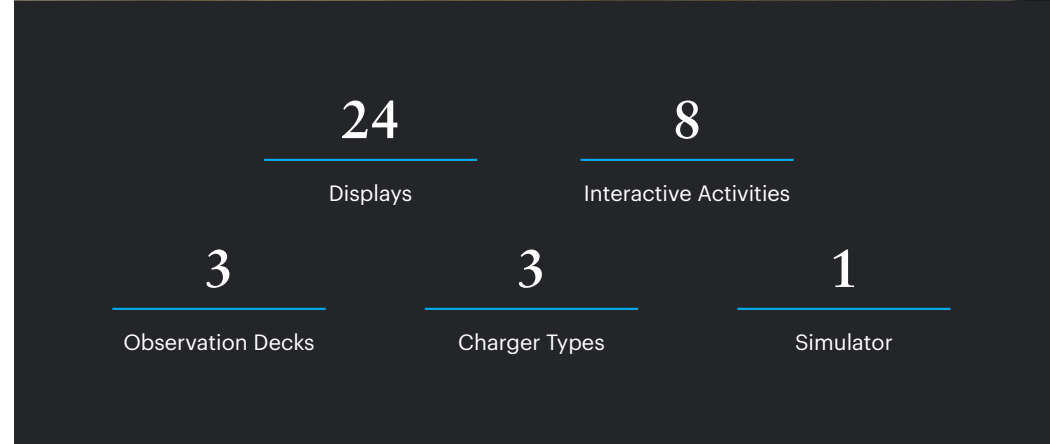 24
8
Displays
Interactive Activities
3
3
1
Observation Decks
Charger Types
Simulator